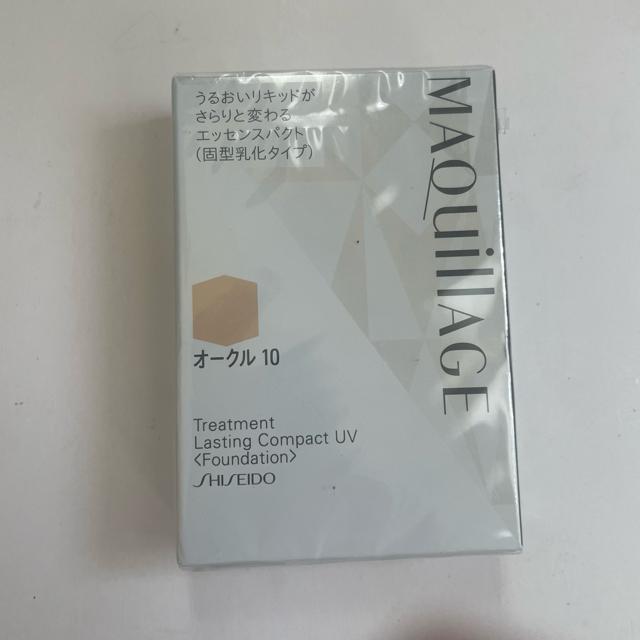 うるおいリキッドが
さらりと変わる
エッセンスパクト
(固型乳化タイプ)
MAQuillAGE
オークル 10
Treatment
Lasting Compact UV
<Foundation>
SHISEIDO